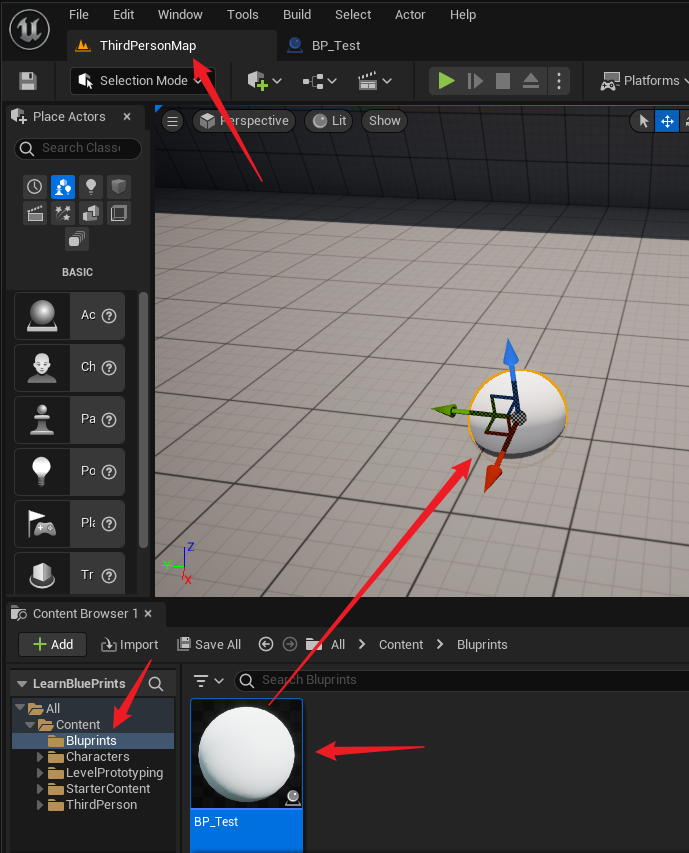 File Edit Window Tools Build Select Actor Help
ThirdPersonMap BP_Test
Selection Mode Platforms
Place Actors Perspective Lit Show
Search Classe
BASIC
Ac
Ch
Pa
Po
Pla
Tr
Z
Y
X
Content Browser 1
Add Import Save All All Content Bluprints
LearnBluePrints Search Bluprints
All
Content
Bluprints
Characters
LevelPrototyping
StarterContent
ThirdPerson
BP_Test